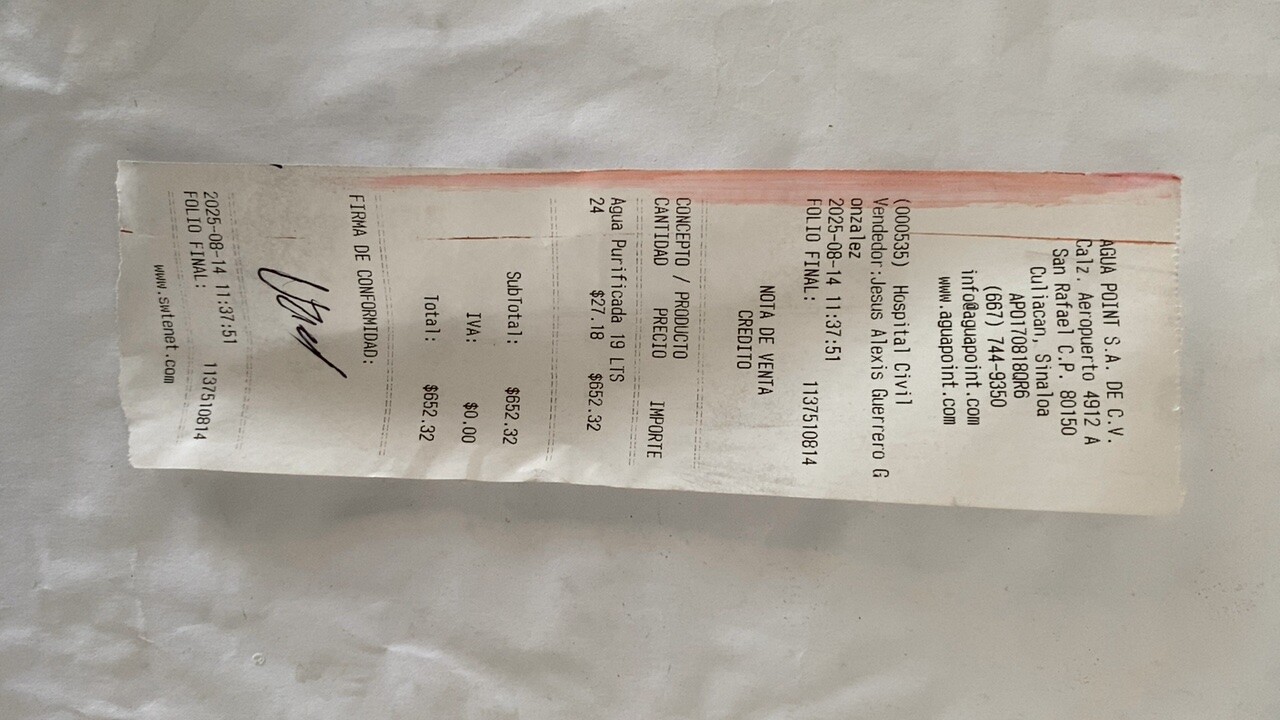 AGUA POINT S.A. DE C.V.
Calz. Aeropuerto 4912 A
San Rafael C.P. 80150
Culiacan, Sinaloa
APO170818QR6
(667) 744-9350
info@aguapoint.com
www.aguapoint.com
(000535) Hospital Civil
Vendedor:Jesus Alexis Guerrero G
onzalez
2025-08-14 11:37:51
FOLIO FINAL: 1137510814
NOTA DE VENTA
CREDITO
CONCEPTO / PRODUCTO
CANTIDAD PRECIO IMPORTE
Agua Purificada 19 LTS
24 $27.18 $652.32
SubTotal: $652.32
IVA: $0.00
Total: $652.32
FIRMA DE CONFORMIDAD:
2025-08-14 11:37:51
FOLIO FINAL: 1137510814
www.swtenet.com